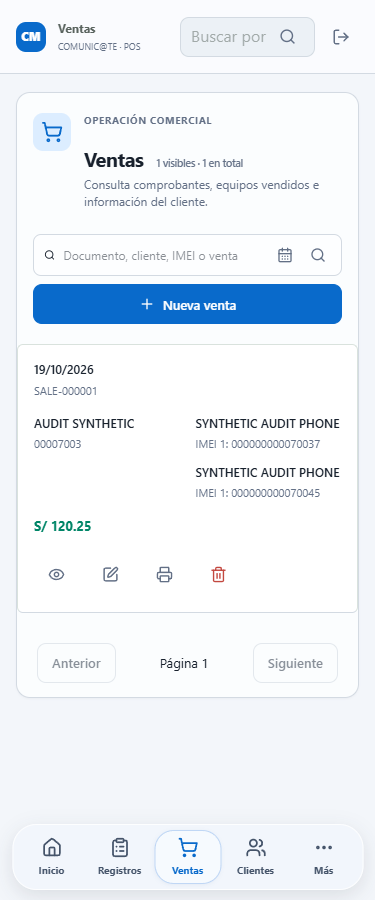 CM
Ventas
COMUNIC@TE · POS
Buscar por
OPERACIÓN COMERCIAL
Ventas 1 visibles · 1 en total
Consulta comprobantes, equipos vendidos e
información del cliente.
Documento, cliente, IMEI o venta
Nueva venta
19/10/2026
SALE-000001
AUDIT SYNTHETIC
00007003
SYNTHETIC AUDIT PHONE
IMEI 1: 000000000070037
SYNTHETIC AUDIT PHONE
IMEI 1: 000000000070045
S/ 120.25
Anterior
Página 1
Siguiente
Inicio
Registros
Ventas
Clientes
Más